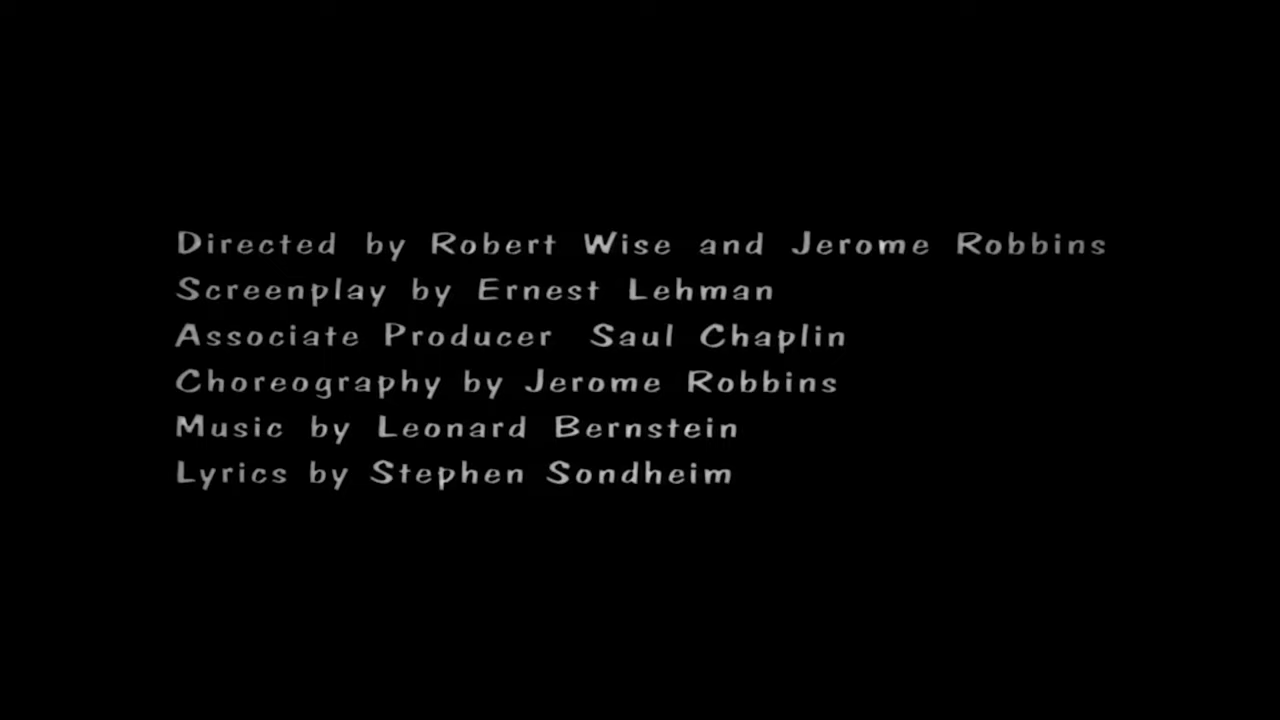 Directed by Robert Wise and Jerome Robbins
Screenplay by Ernest Lehman
Associate Producer Saul Chaplin
Choreography by Jerome Robbins
Music by Leonard Bernstein
Lyrics by Stephen Sondheim